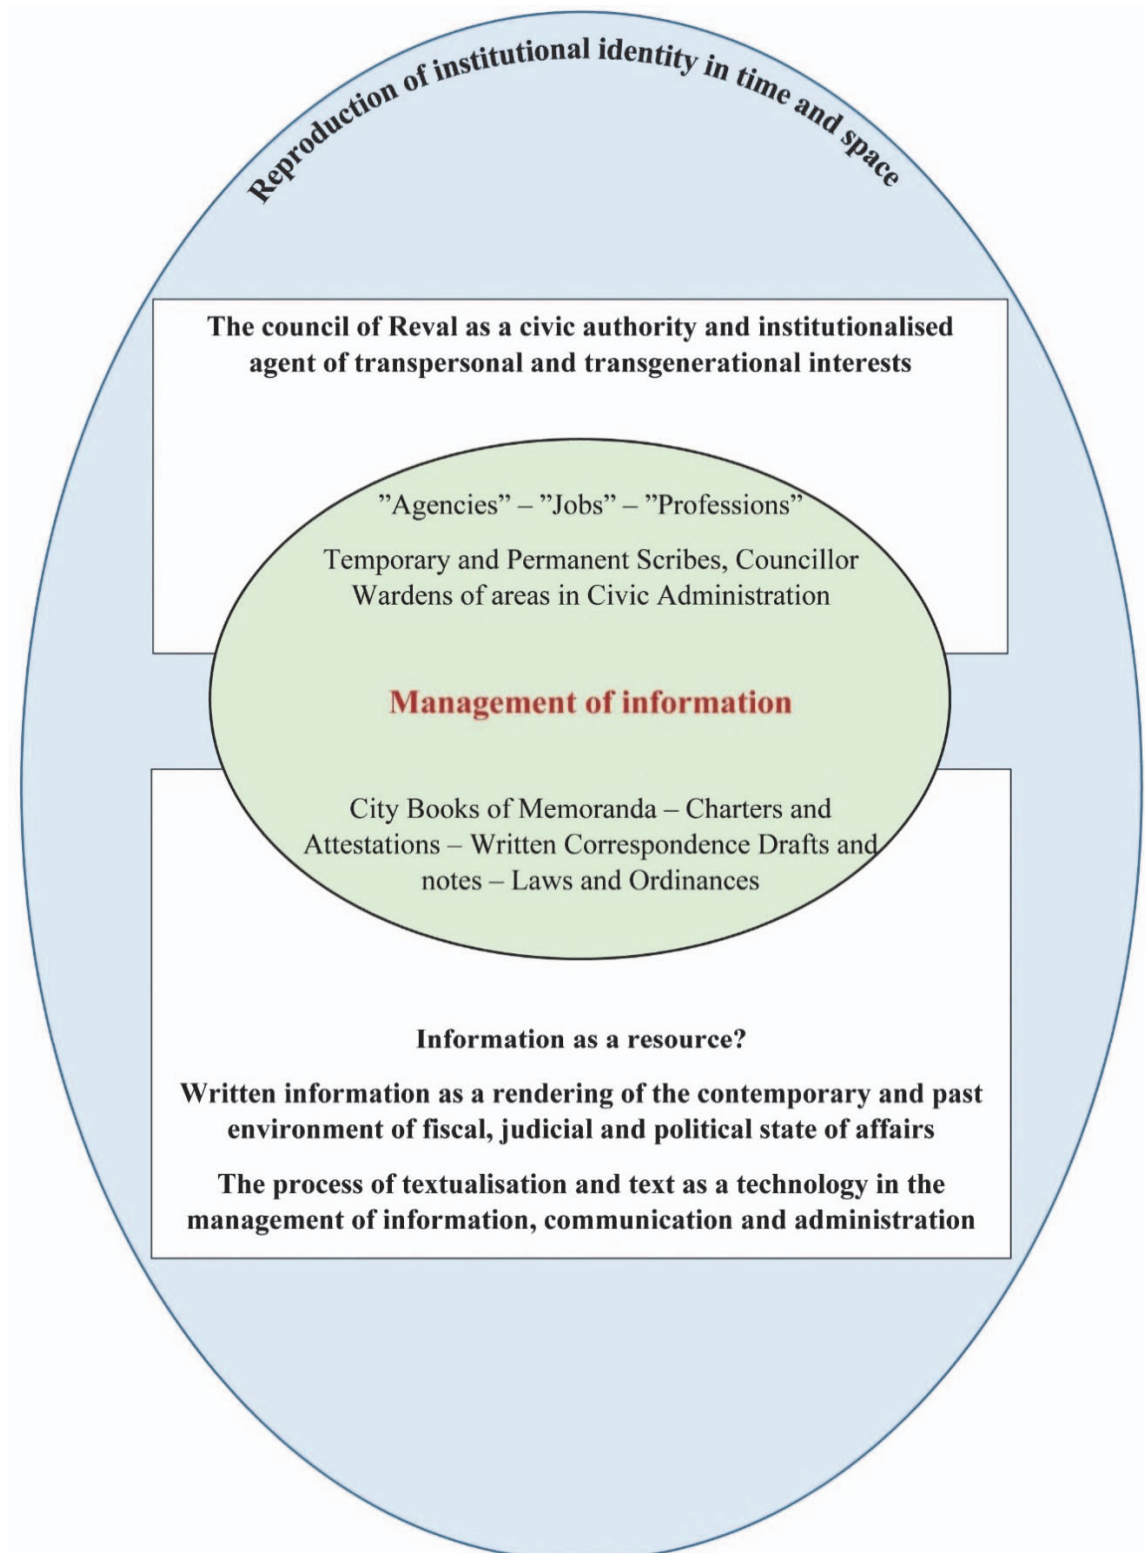 Reproduction of institutional identity in time and space
The council of Reval as a civic authority and institutionalised
agent of transpersonal and transgenerational interests
”Agencies” – ”Jobs” – ”Professions”
Temporary and Permanent Scribes, Councillor
Wardens of areas in Civic Administration
Management of information
City Books of Memoranda – Charters and
Attestations – Written Correspondence Drafts and
notes – Laws and Ordinances
Information as a resource?
Written information as a rendering of the contemporary and past
environment of fiscal, judicial and political state of affairs
The process of textualisation and text as a technology in the
management of information, communication and administration